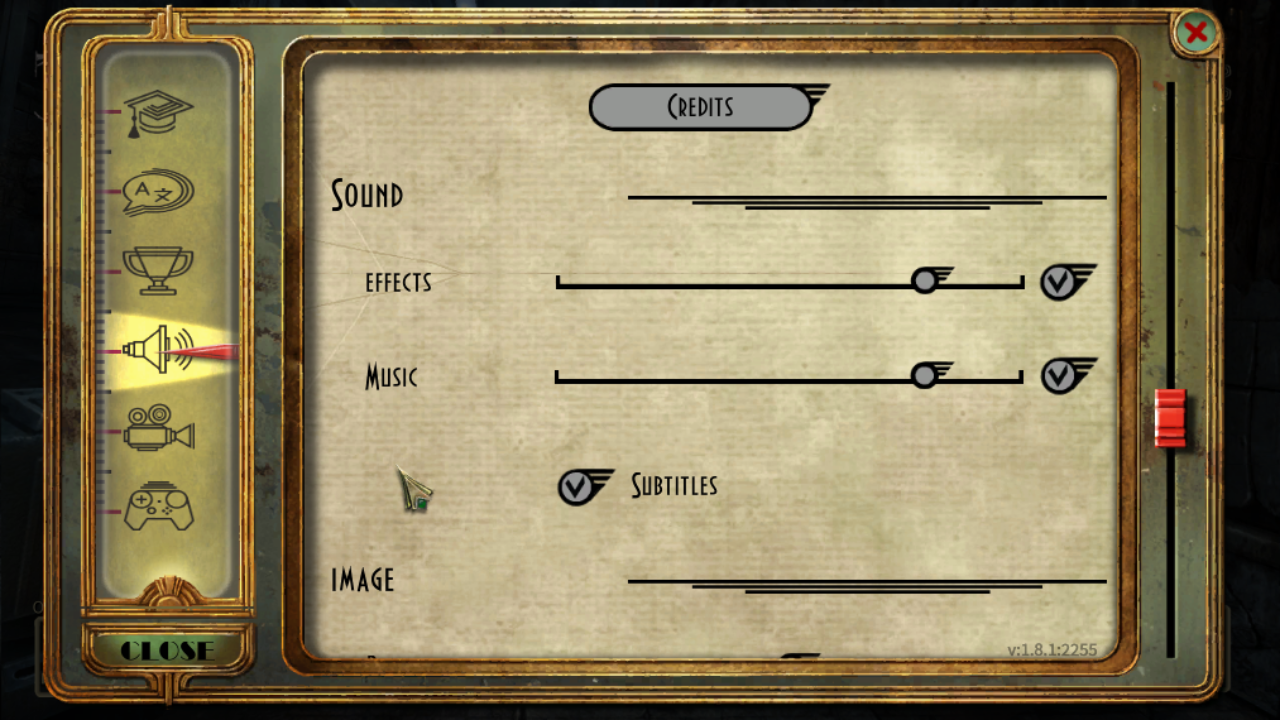 CREDITS
SOUND
EFFECTS
MUSIC
SUBTITLES
IMAGE
CLOSE
v:1.8.1:2255